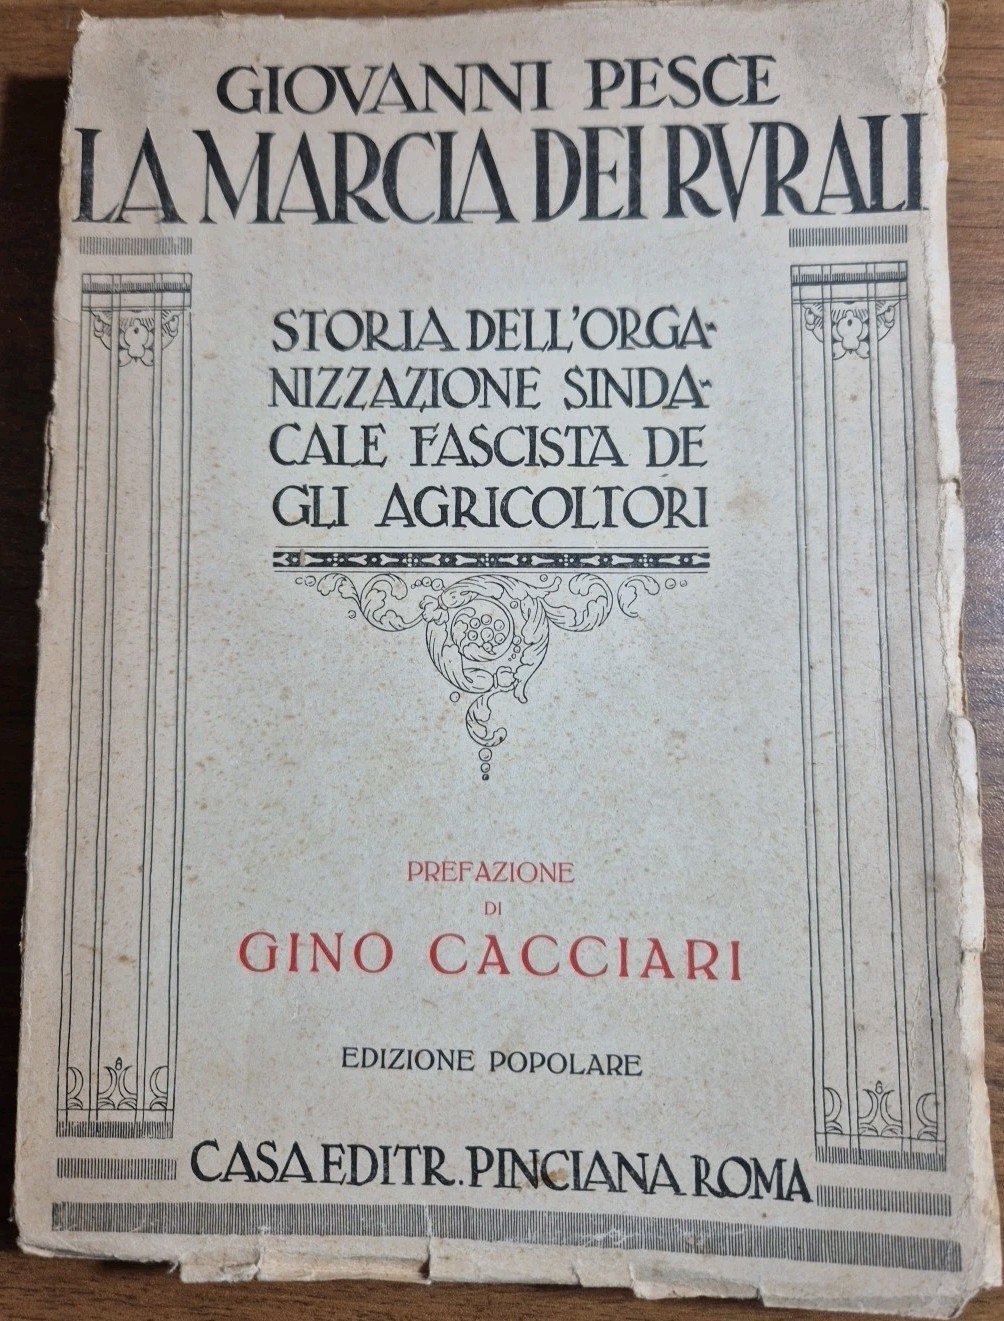 GIOVANNI PESCE
LA MARCIA DEI RVRALI
STORIA DELL'ORGA-
NIZZAZIONE SINDA-
CALE FASCISTA DE
GLI AGRICOLTORI
PREFAZIONE
DI
GINO CACCIARI
EDIZIONE POPOLARE
CASA EDITR. PINCIANA ROMA